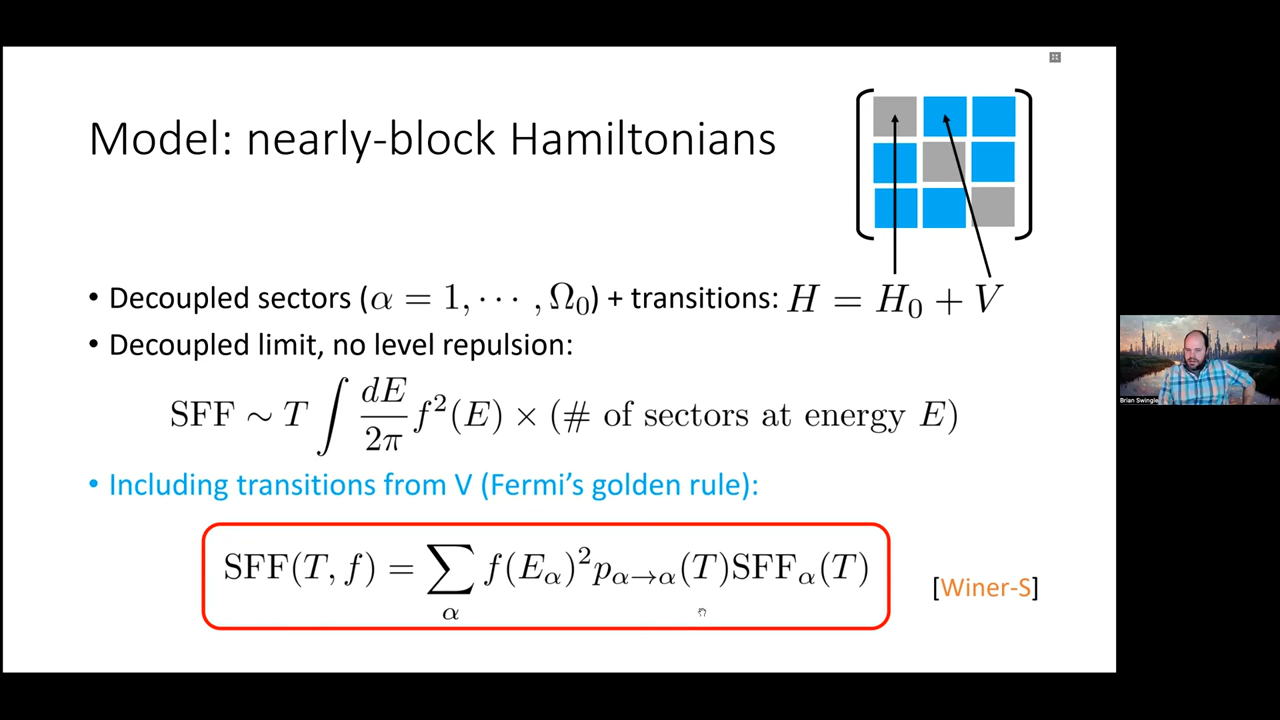 Model: nearly-block Hamiltonians
• Decoupled sectors (α = 1, ⋯ , Ω₀) + transitions: H = H₀ + V
• Decoupled limit, no level repulsion:
SFF ∼ T ∫ dE/2π f²(E) × (# of sectors at energy E)
• Including transitions from V (Fermi's golden rule):
SFF(T, f) = ∑_α f(E_α)² p_{α→α}(T)SFF_α(T)
[Winer-S]
Brian Swingle